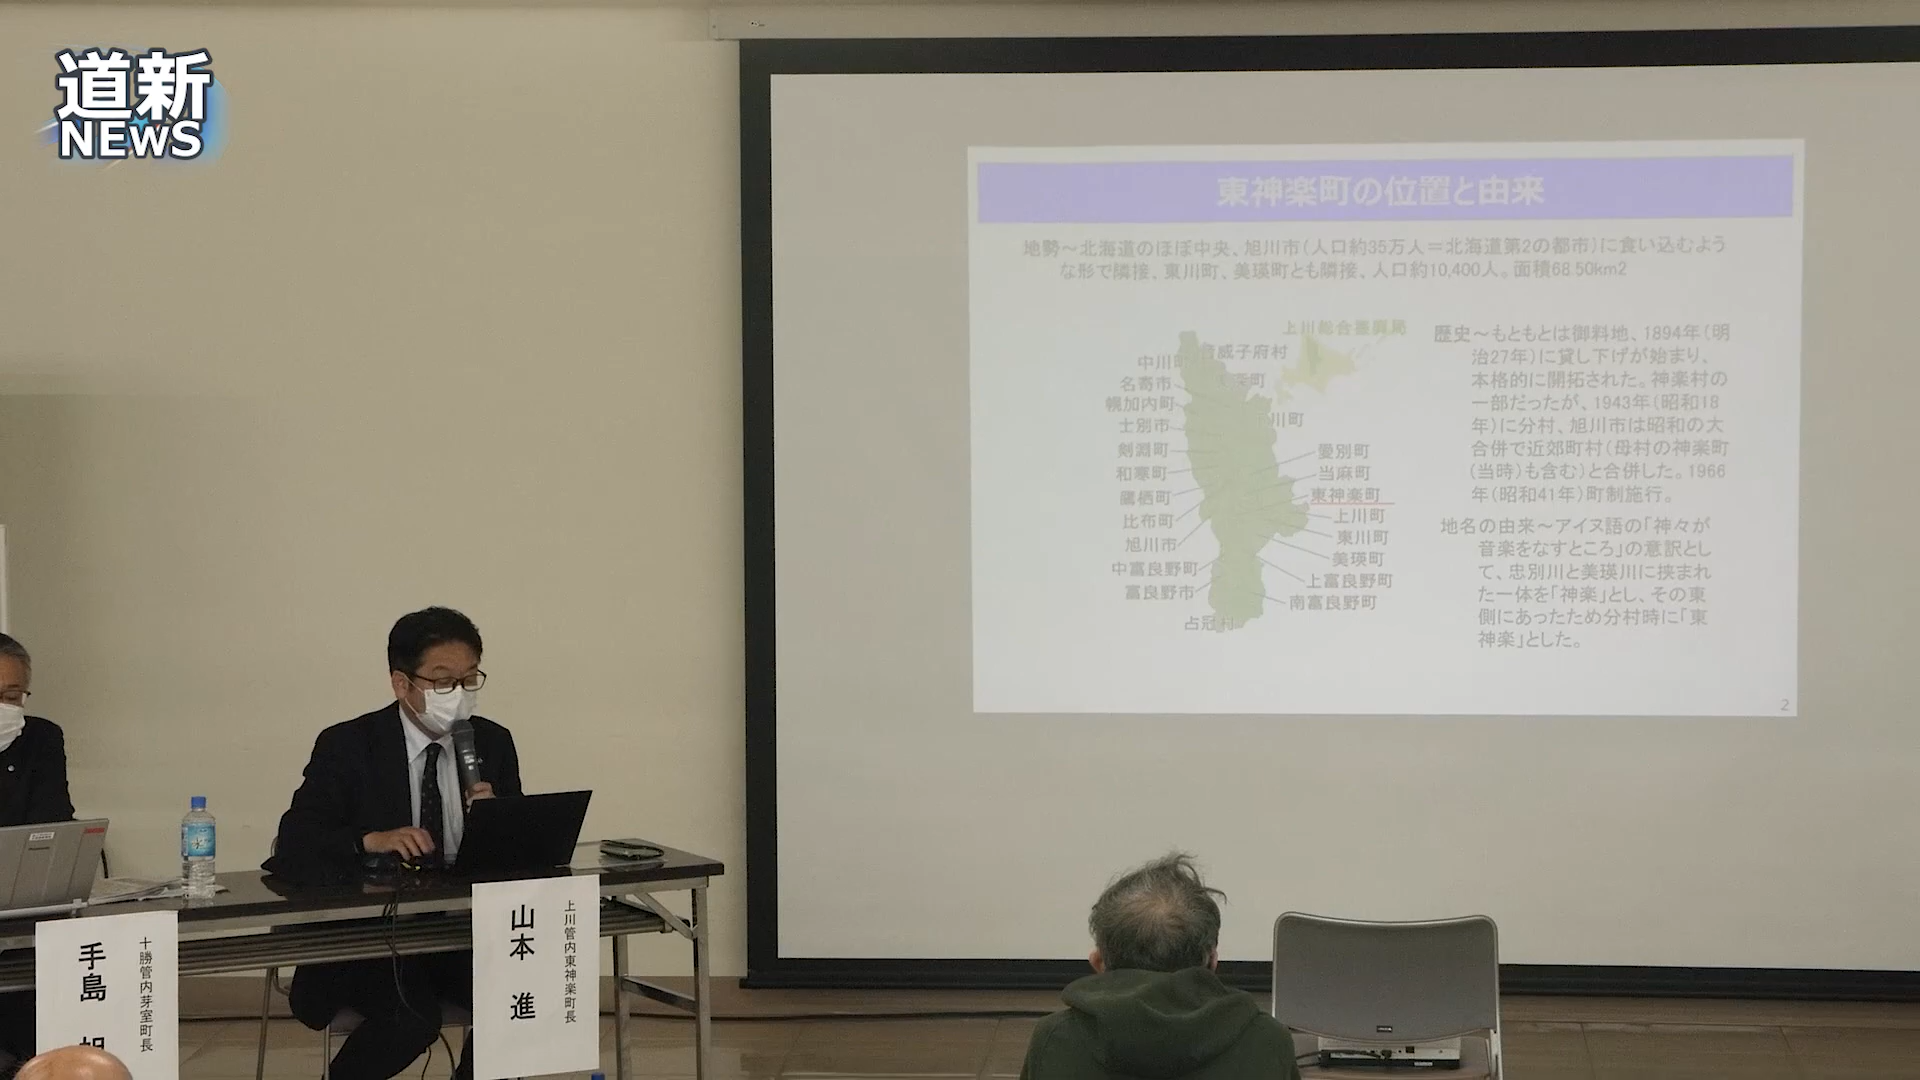 道新
NEWS
東神楽町の位置と由来
地勢～北海道のほぼ中央、旭川市（人口約35万人＝北海道第2の都市）に食い込むよう
な形で隣接、東川町、美瑛町とも隣接、人口約10,400人。面積68.50km2
上川総合振興局
音威子府村
中川町
名寄市
幌加内町
下川町
士別市
剣淵町
愛別町
和寒町
当麻町
鷹栖町
東神楽町
比布町
上川町
旭川市
東川町
中富良野町
美瑛町
富良野市
上富良野町
占冠村
南富良野町
歴史～もともとは御料地、1894年（明
治27年）に貸し下げが始まり、
本格的に開拓された。神楽村の
一部だったが、1943年（昭和18
年）に分村、旭川市は昭和の大
合併で近郊町村（母村の神楽町
（当時）も含む）と合併した。1966
年（昭和41年）町制施行。
地名の由来～アイヌ語の「神々が
音楽をなすところ」の意訳とし
て、忠別川と美瑛川に挟まれ
た一体を「神楽」とし、その東
側にあったため分村時に「東
神楽」とした。
2
十勝管内芽室町長
手島 旭
上川管内東神楽町長
山本 進